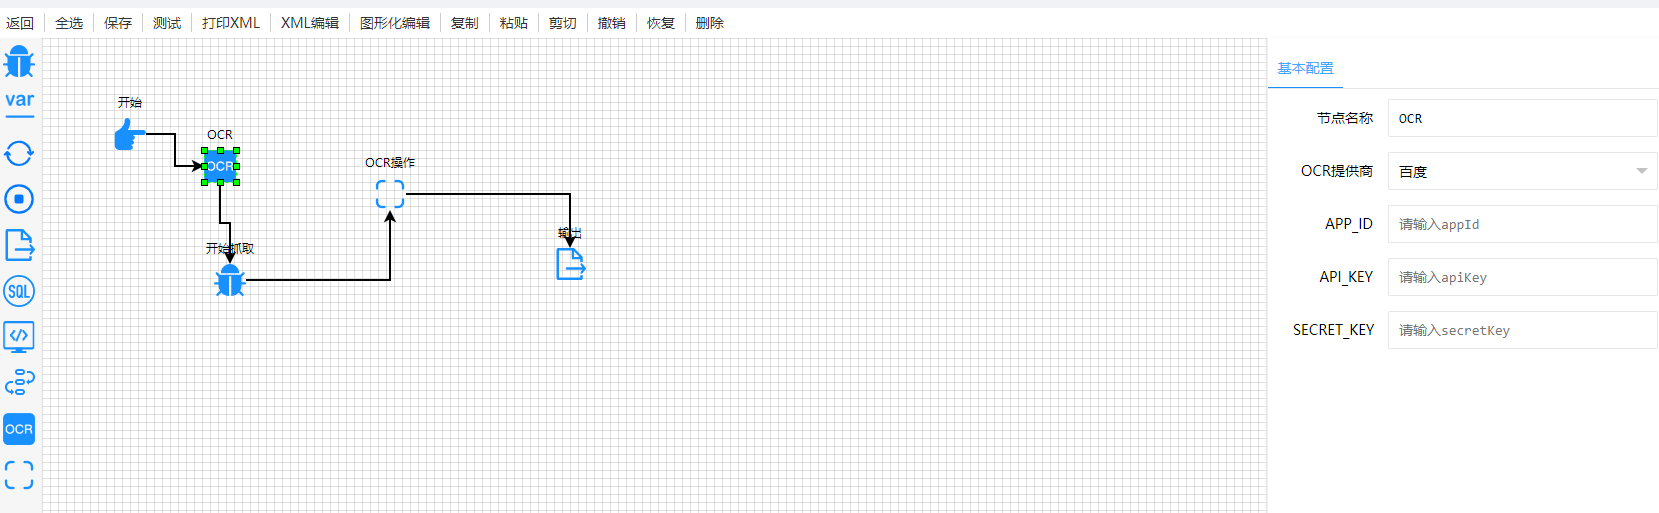 返回 全选 保存 测试 打印XML XML编辑 图形化编辑 复制 粘贴 剪切 撤销 恢复 删除
var
SQL
</>
OCR
开始
OCR
OCR
OCR操作
开始抓取
输出
基本配置
节点名称 OCR
OCR提供商 百度
APP_ID 请输入appId
API_KEY 请输入apiKey
SECRET_KEY 请输入secretKey